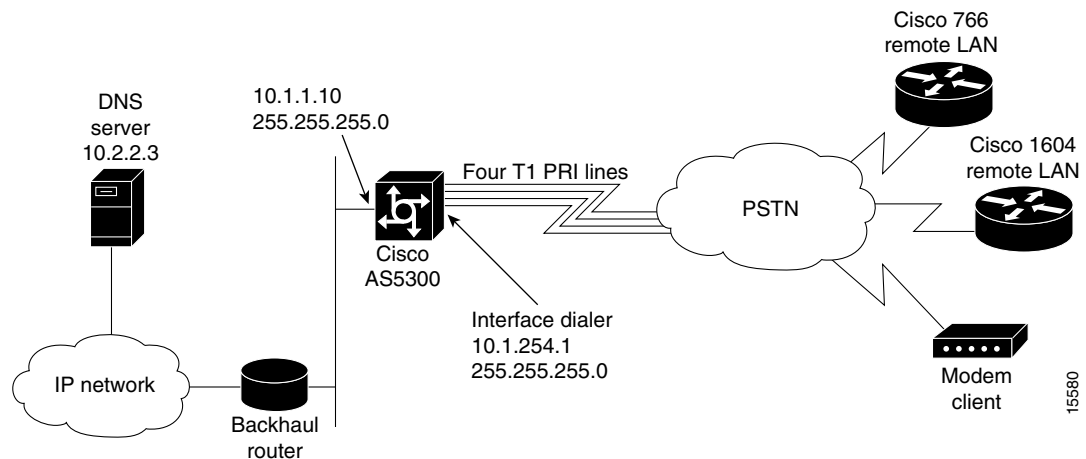 Cisco 766
remote LAN
DNS
server
10.2.2.3
10.1.1.10
255.255.255.0
Cisco 1604
remote LAN
Four T1 PRI lines
PSTN
Cisco
AS5300
Interface dialer
10.1.254.1
255.255.255.0
IP network
Backhaul
router
Modem
client
15580